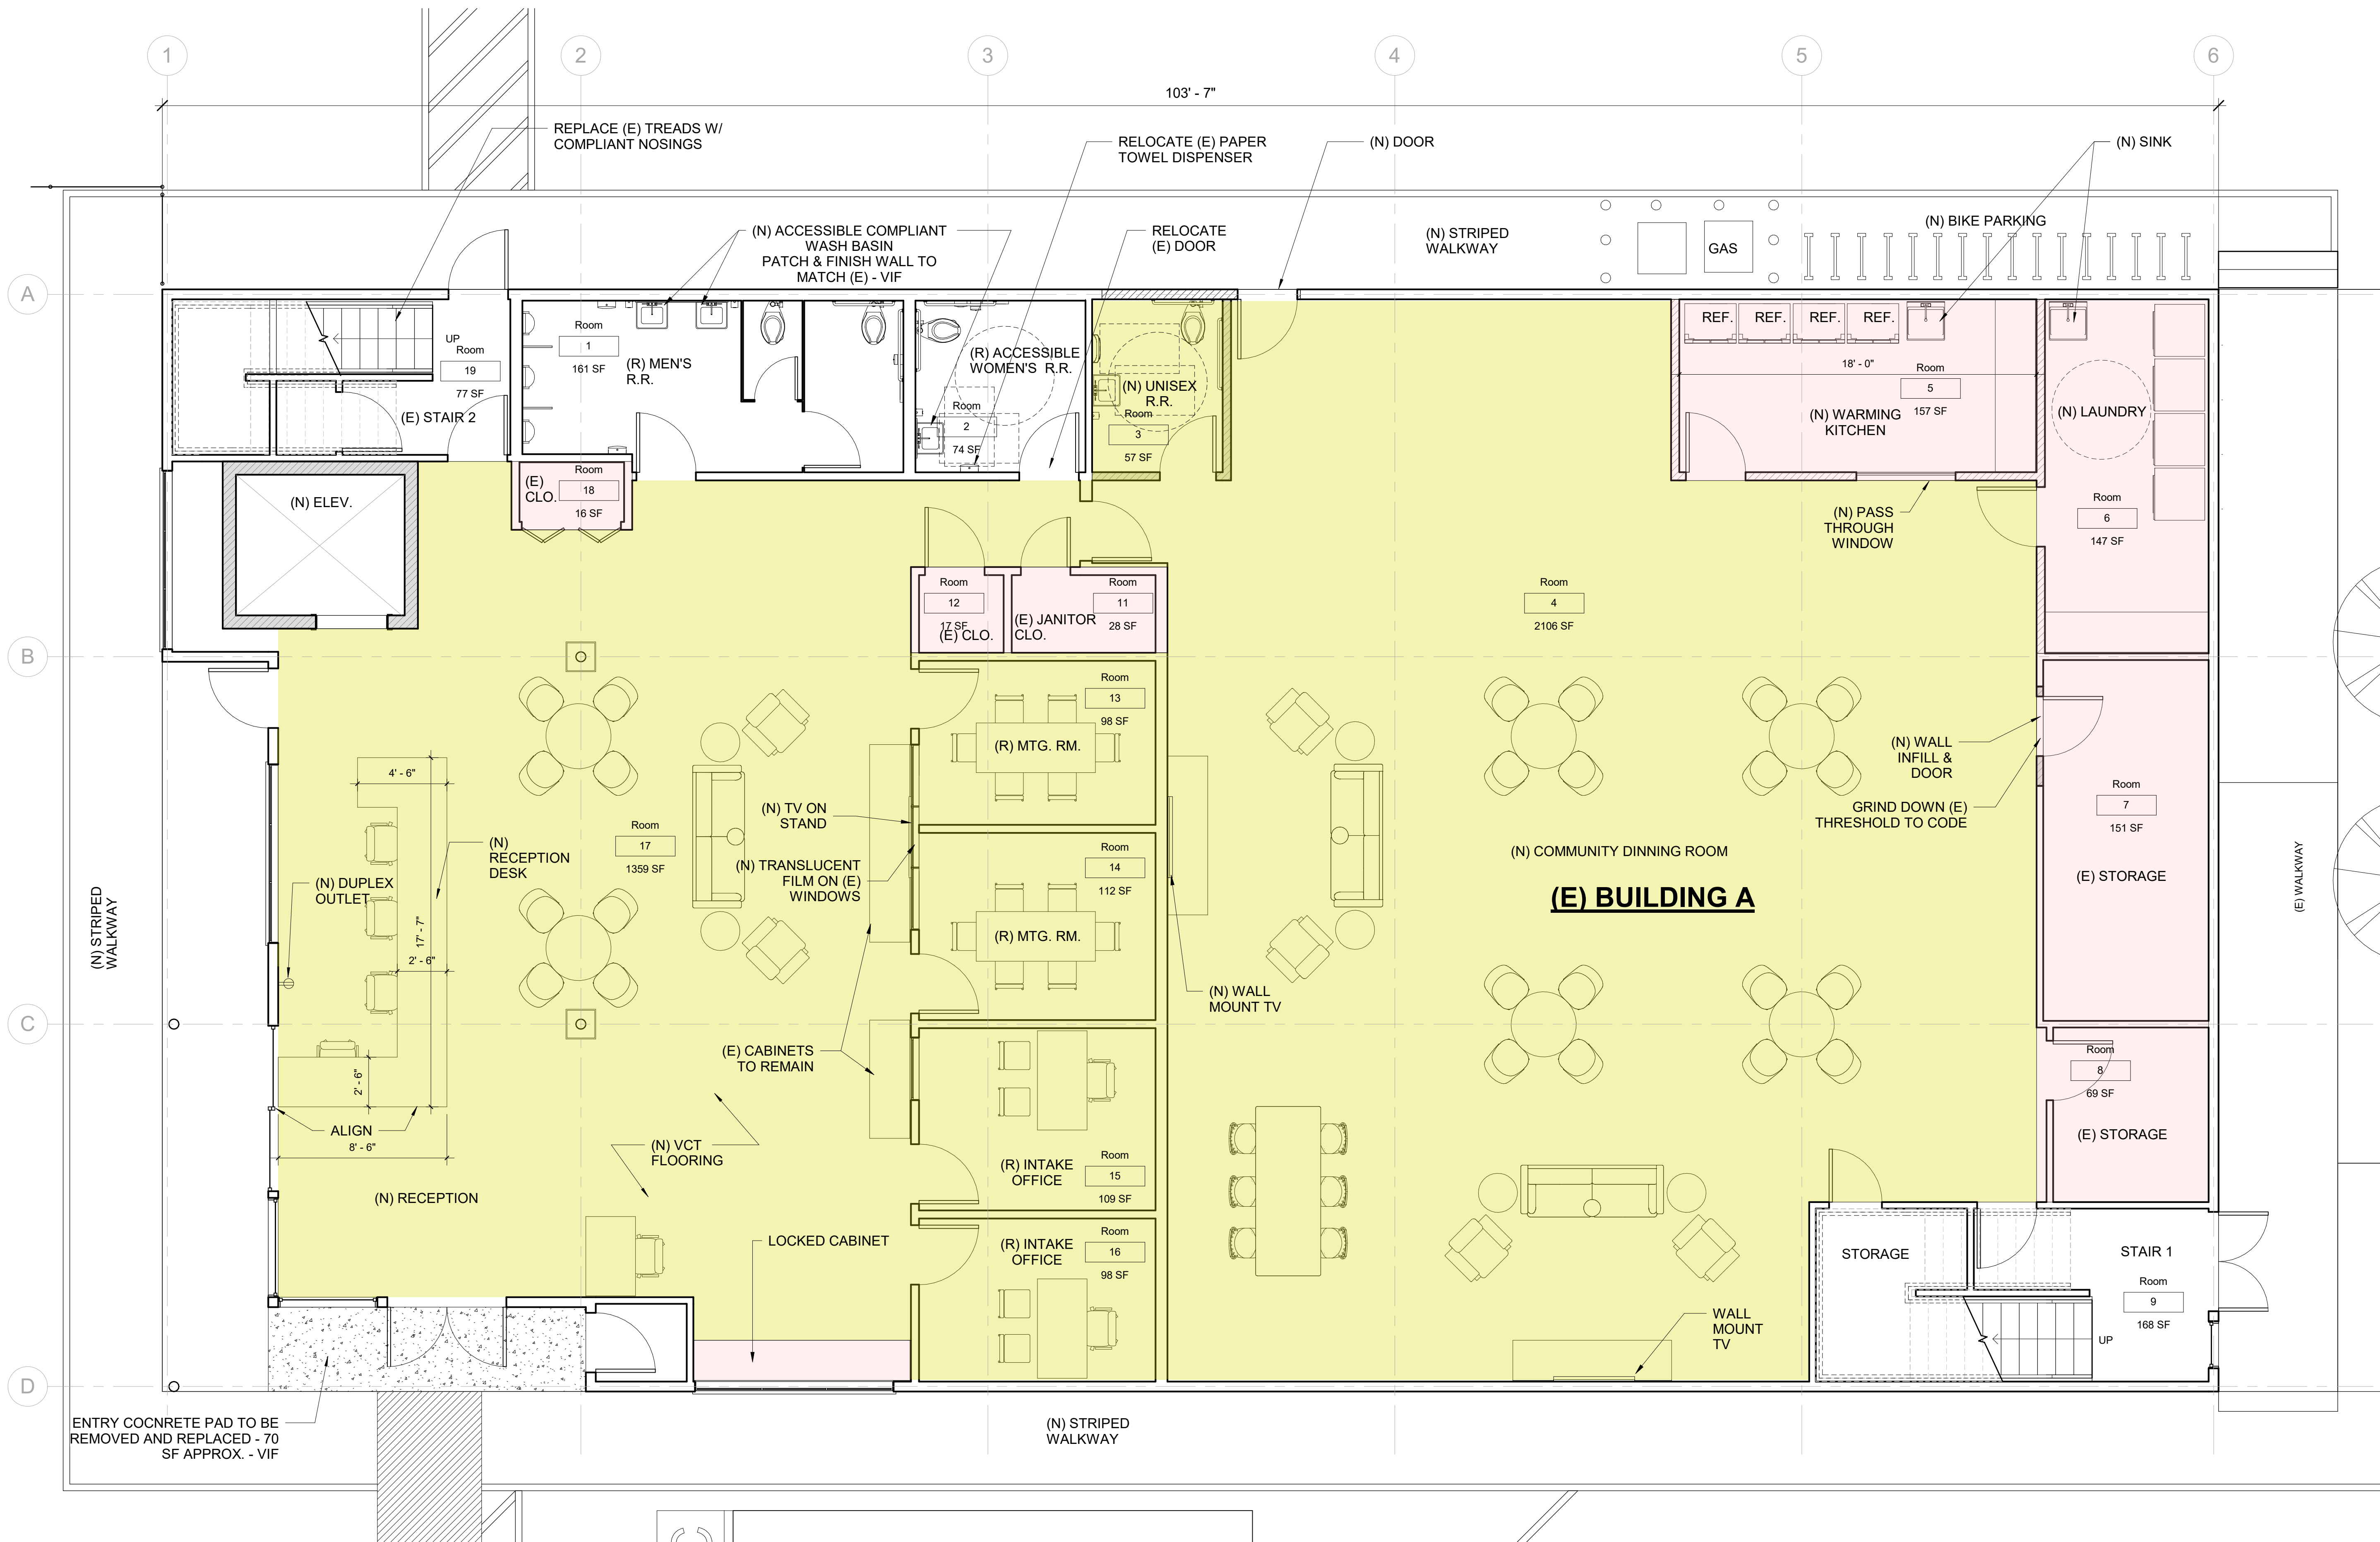 1
2
3
4
5
6
103' - 7"
REPLACE (E) TREADS W/
COMPLIANT NOSINGS
RELOCATE (E) PAPER
TOWEL DISPENSER
(N) DOOR
(N) SINK
(N) ACCESSIBLE COMPLIANT
WASH BASIN
PATCH & FINISH WALL TO
MATCH (E) - VIF
RELOCATE
(E) DOOR
(N) STRIPED
WALKWAY
GAS
(N) BIKE PARKING
A
UP
Room
19
77 SF
(E) STAIR 2
Room
1
161 SF
(R) MEN'S
R.R.
(R) ACCESSIBLE
WOMEN'S R.R.
Room
2
74 SF
(N) UNISEX
R.R.
Room
3
57 SF
REF.
REF.
REF.
REF.
18' - 0"
Room
5
157 SF
(N) WARMING
KITCHEN
(N) LAUNDRY
Room
6
147 SF
(N) ELEV.
(E)
CLO.
Room
18
16 SF
(N) PASS
THROUGH
WINDOW
Room
12
17 SF
(E) CLO.
Room
11
28 SF
(E) JANITOR
CLO.
Room
4
2106 SF
B
Room
13
98 SF
(R) MTG. RM.
(N) WALL
INFILL &
DOOR
GRIND DOWN (E)
THRESHOLD TO CODE
Room
7
151 SF
(E) STORAGE
4' - 6"
(N)
RECEPTION
DESK
17' - 7"
2' - 6"
(N) DUPLEX
OUTLET
Room
17
1359 SF
(N) TV ON
STAND
(N) TRANSLUCENT
FILM ON (E)
WINDOWS
Room
14
112 SF
(R) MTG. RM.
(N) COMMUNITY DINNING ROOM
(E) BUILDING A
(N) STRIPED
WALKWAY
(E) WALKWAY
(N) WALL
MOUNT TV
C
(E) CABINETS
TO REMAIN
2' - 6"
ALIGN
8' - 6"
(N) VCT
FLOORING
(N) RECEPTION
(R) INTAKE
OFFICE
Room
15
109 SF
Room
8
69 SF
(E) STORAGE
LOCKED CABINET
(R) INTAKE
OFFICE
Room
16
98 SF
STORAGE
STAIR 1
Room
9
168 SF
UP
WALL
MOUNT
TV
D
ENTRY COCNRETE PAD TO BE
REMOVED AND REPLACED - 70
SF APPROX. - VIF
(N) STRIPED
WALKWAY